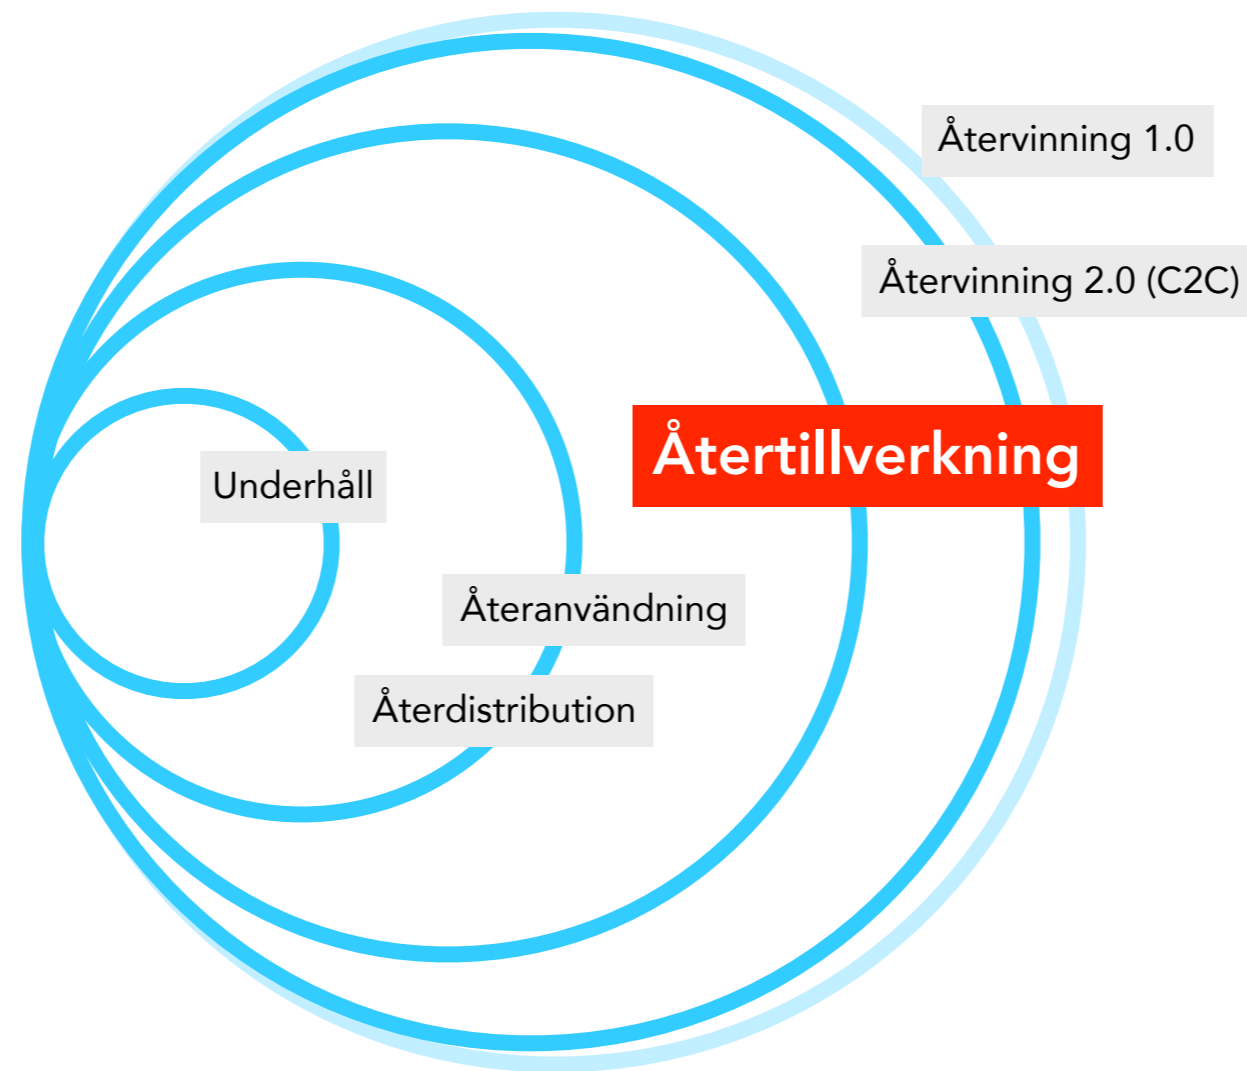 Återvinning 1.0
Återvinning 2.0 (C2C)
Återtillverkning
Underhåll
Återanvändning
Återdistribution